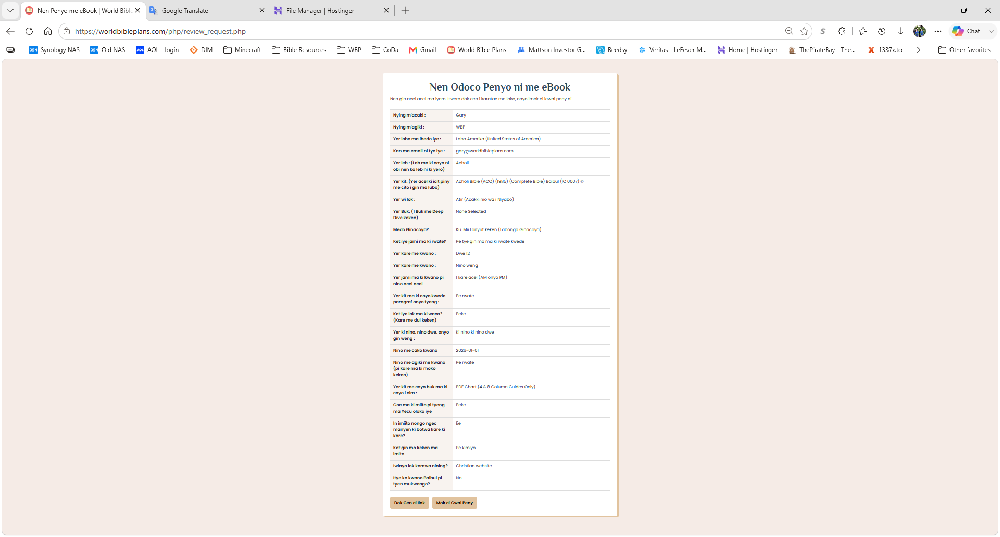 Nen Penyo me eBook | World Bible
Google Translate
File Manager | Hostinger
https://worldbibleplans.com/php/review_request.php
Chat
Synology NAS
Old NAS
AOL - login
DIM
Minecraft
Bible Resources
WBP
CoDa
Gmail
World Bible Plans
Mattson Investor G...
Reedsy
Veritas - LeFever M...
Home | Hostinger
ThePirateBay - The...
1337x.to
Other favorites
Nen Odoco Penyo ni me eBook
Nen gin acel acel ma iyero. Itwero dok cen i karatac me loko, onyo imok ci icwal peny ni.
Nying m'acaki : Gary
Nying m'agiki : WBP
Yer lobo ma ibedo iye : Lobo Amerika (United States of America)
Kan ma email ni tye iye : gary@worldbibleplans.com
Yer leb : (Leb ma ki coyo ni Acholi
obi nen ka leb ni ki yero)
Yer kit: (Yer acel ki icit piny Acholi Bible (ACO) (1985) (Complete Bible) Baibul (IC 0007) ©
me cito i gin ma lubo)
Yer wi lok : Atir (Acakki nio wa i Niyabo)
Yer Buk: (1 Buk me Deep None Selected
Dive keken)
Medo Ginacoya? Ku. Mii Lanyut keken (Labongo Ginacoya)
Ket iye jami ma ki rwate? Pe tye gin mo ma ki rwate kwede
Yer kare me kwano : Dwe 12
Yer kare me kwano : Nino weng
Yer jami ma ki kwano pi I kare acel (AM onyo PM)
nino acel acel
Yer kit ma ki coyo kwede Pe rwate
paragraf onyo tyeng :
Ket iye lok ma ki waco? Peke
(Kare me dul keken)
Yer ki nino, nino dwe, onyo Ki nino ki nino dwe
gin weng :
Nino me cako kwano 2026-01-01
Nino me agiki me kwano Pe rwate
(pi kare ma ki moko
keken)
Yer kit me coyo buk ma ki PDF Chart (4 & 8 Column Guides Only)
coyo i cim :
Coc ma ki miito pi tyeng Peke
ma Yecu oloko iye
In imiito nongo ngec Ee
manyen ki botwa kare ki
kare?
Ket gin mo keken ma Pe kimiyo
imito
Iwinyo lok komwa nining? Christian website
Itye ka kwano Baibul pi No
tyen mukwongo?
Dok Cen ci Ilok
Mok ci Cwal Peny